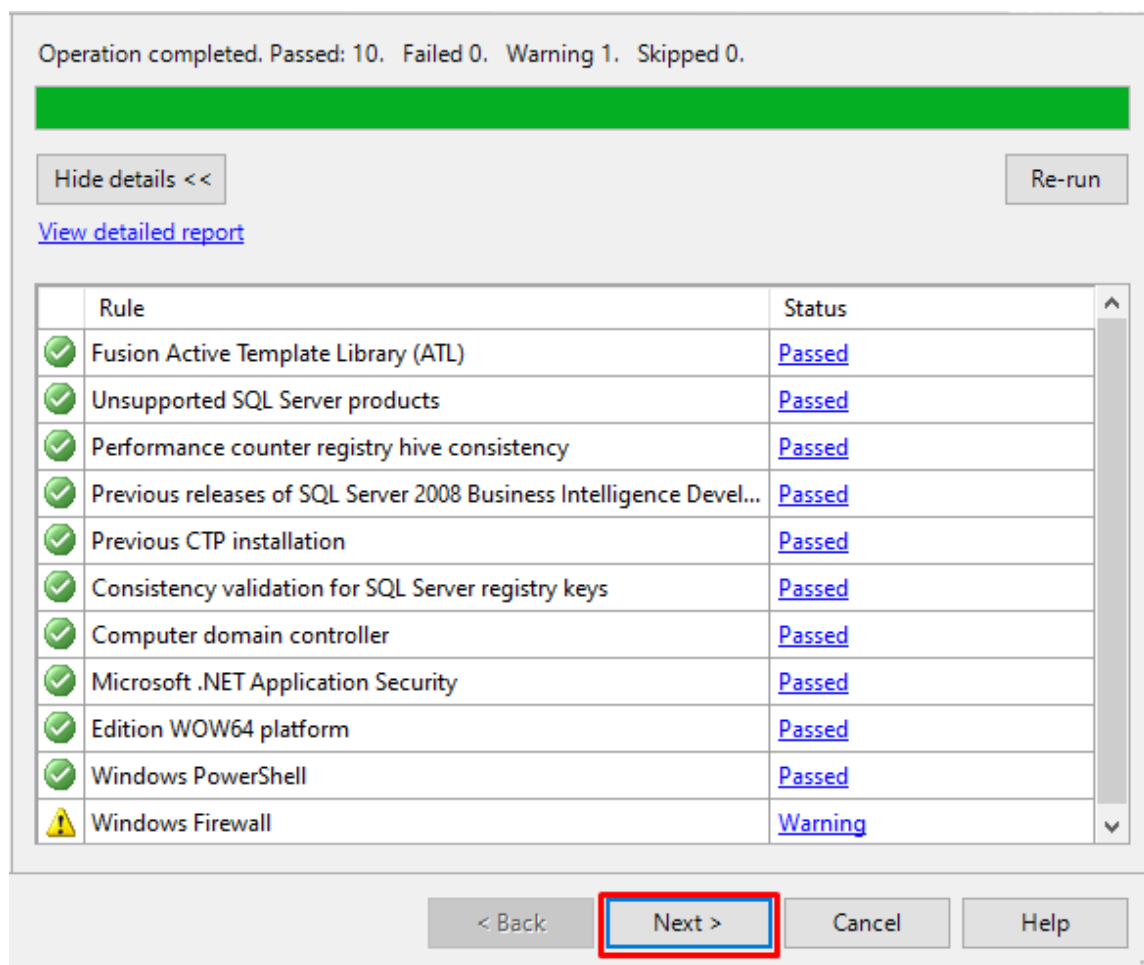 Operation completed. Passed: 10.   Failed 0.   Warning 1.   Skipped 0.
Hide details <<
Re-run
View detailed report
Rule Status
Fusion Active Template Library (ATL) Passed
Unsupported SQL Server products Passed
Performance counter registry hive consistency Passed
Previous releases of SQL Server 2008 Business Intelligence Devel... Passed
Previous CTP installation Passed
Consistency validation for SQL Server registry keys Passed
Computer domain controller Passed
Microsoft .NET Application Security Passed
Edition WOW64 platform Passed
Windows PowerShell Passed
Windows Firewall Warning
< Back Next > Cancel Help